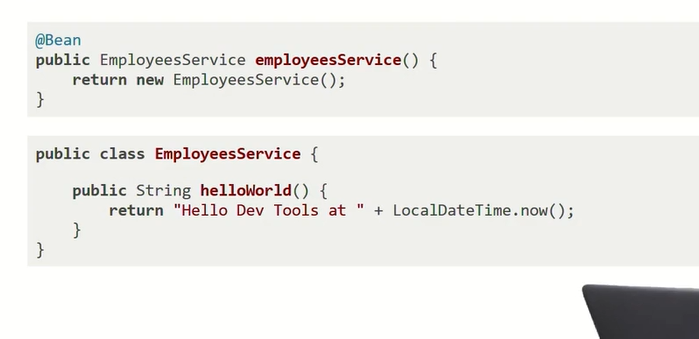 @Bean
public EmployeesService employeesService() {
    return new EmployeesService();
}
public class EmployeesService {
    public String helloWorld() {
        return "Hello Dev Tools at " + LocalDateTime.now();
    }
}